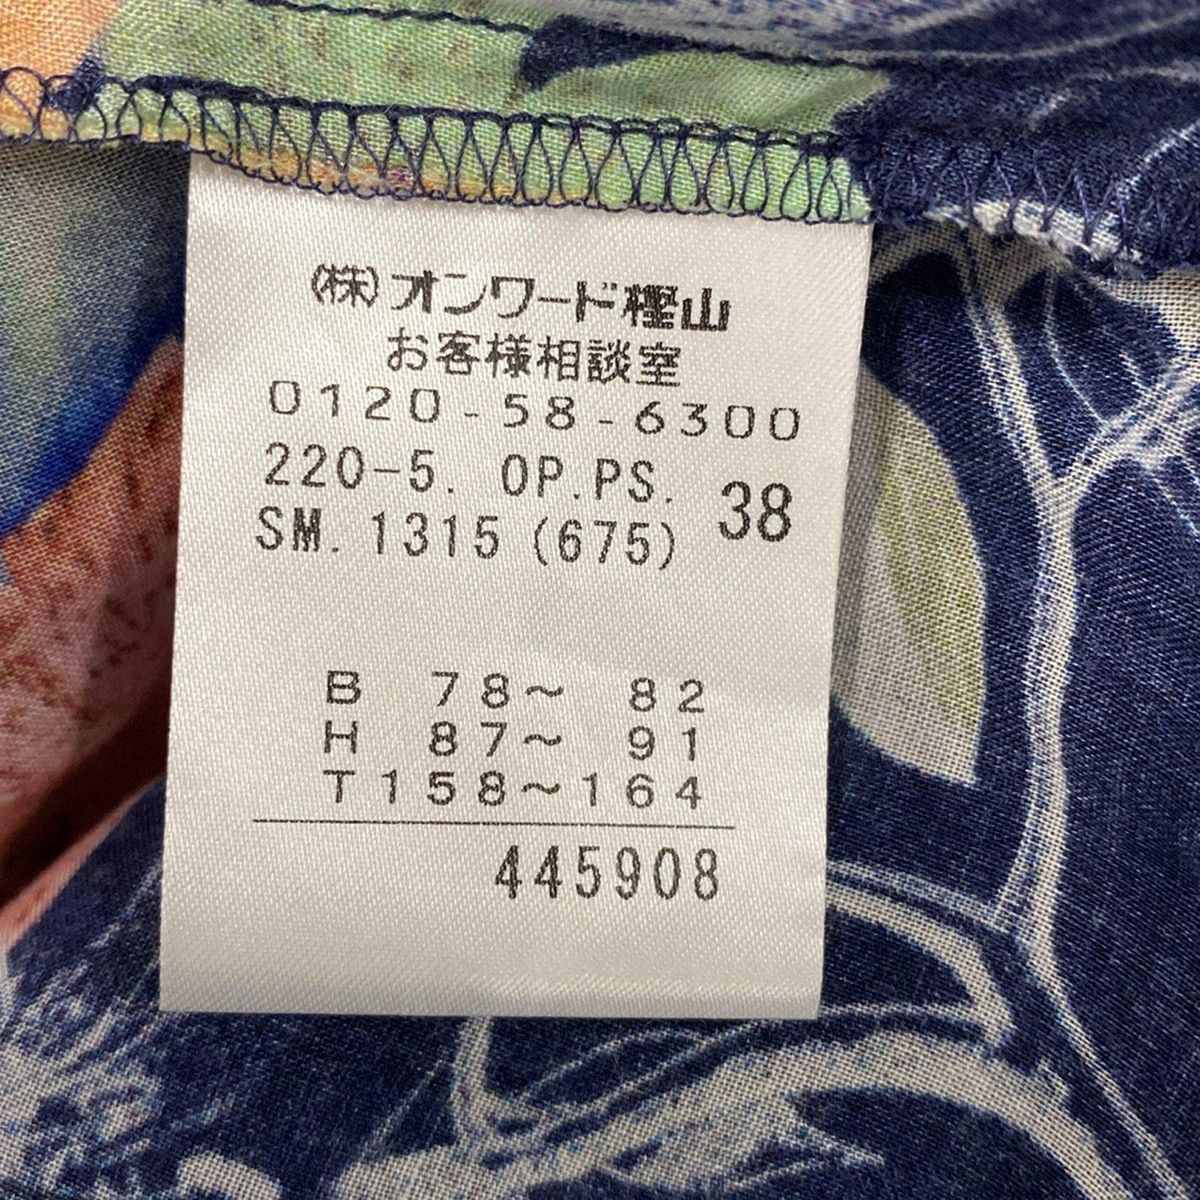 (株)オンワード樫山
お客様相談室
0120-58-6300
220-5. OP.PS. 38
SM. 1315 (675)
B 78~ 82
H 87~ 91
T158~164
445908